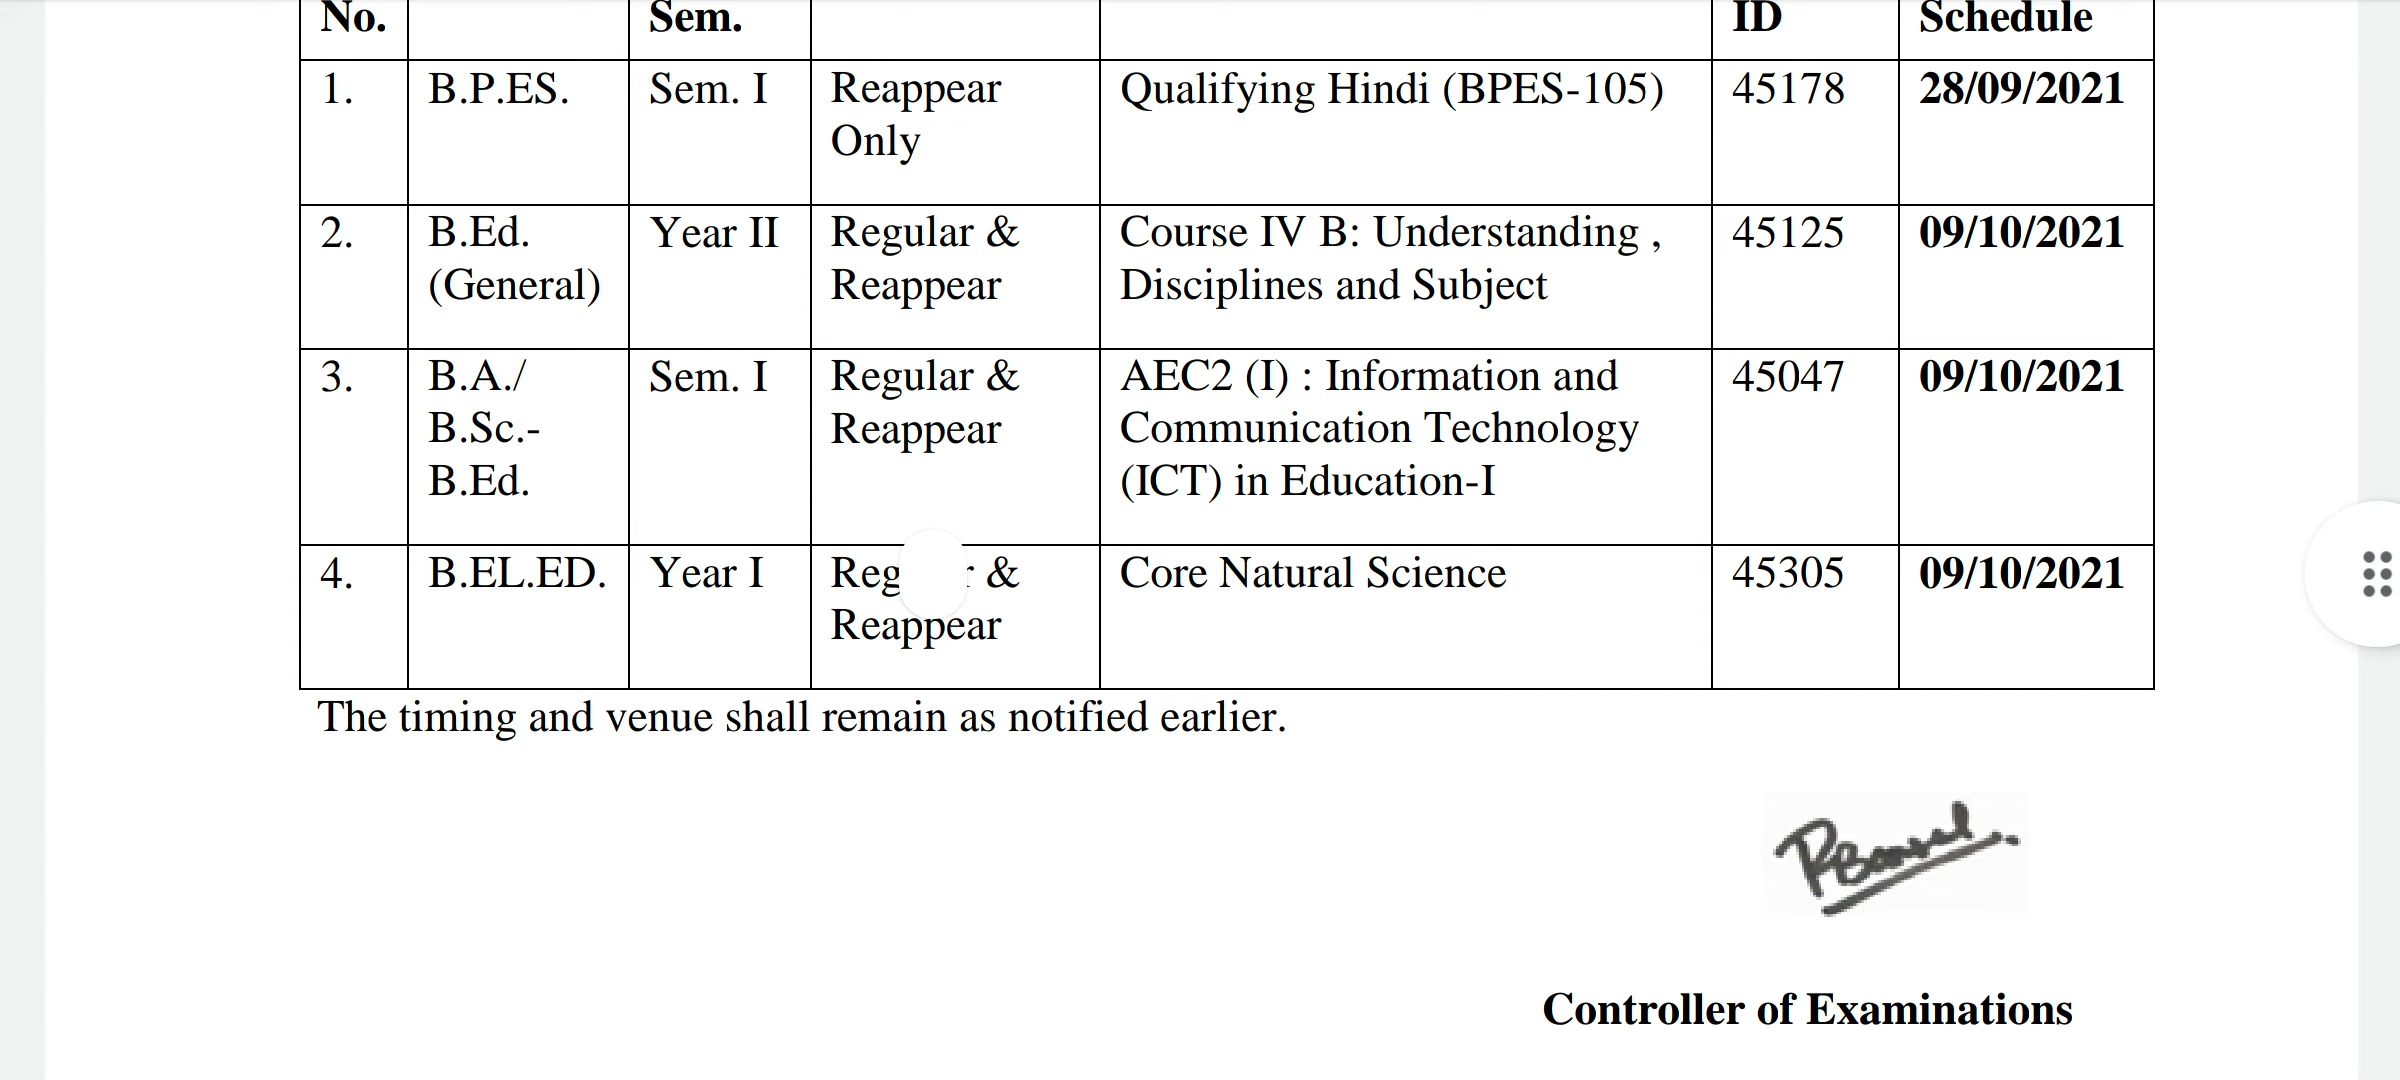 No. Sem. ID Schedule
1. B.P.ES. Sem. I Reappear Qualifying Hindi (BPES-105) 45178 28/09/2021
Only
2. B.Ed. Year II Regular & Course IV B: Understanding , 45125 09/10/2021
(General) Reappear Disciplines and Subject
3. B.A./ Sem. I Regular & AEC2 (I) : Information and 45047 09/10/2021
B.Sc.- Reappear Communication Technology
B.Ed. (ICT) in Education-I
4. B.EL.ED. Year I & Core Natural Science 45305 09/10/2021
Reappear
The timing and venue shall remain as notified earlier.
Controller of Examinations